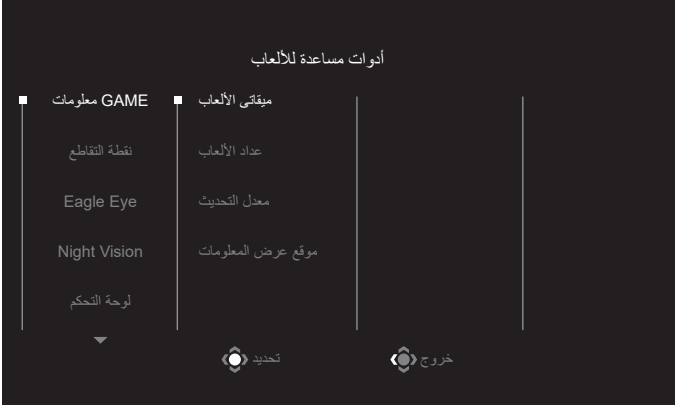 أدوات مساعدة للألعاب
معلومات GAME
نقطة التقاطع
Eagle Eye
Night Vision
لوحة التحكم
ميقاتى الألعاب
عداد الألعاب
معدل التحديث
موقع عرض المعلومات
تحديد
خروج